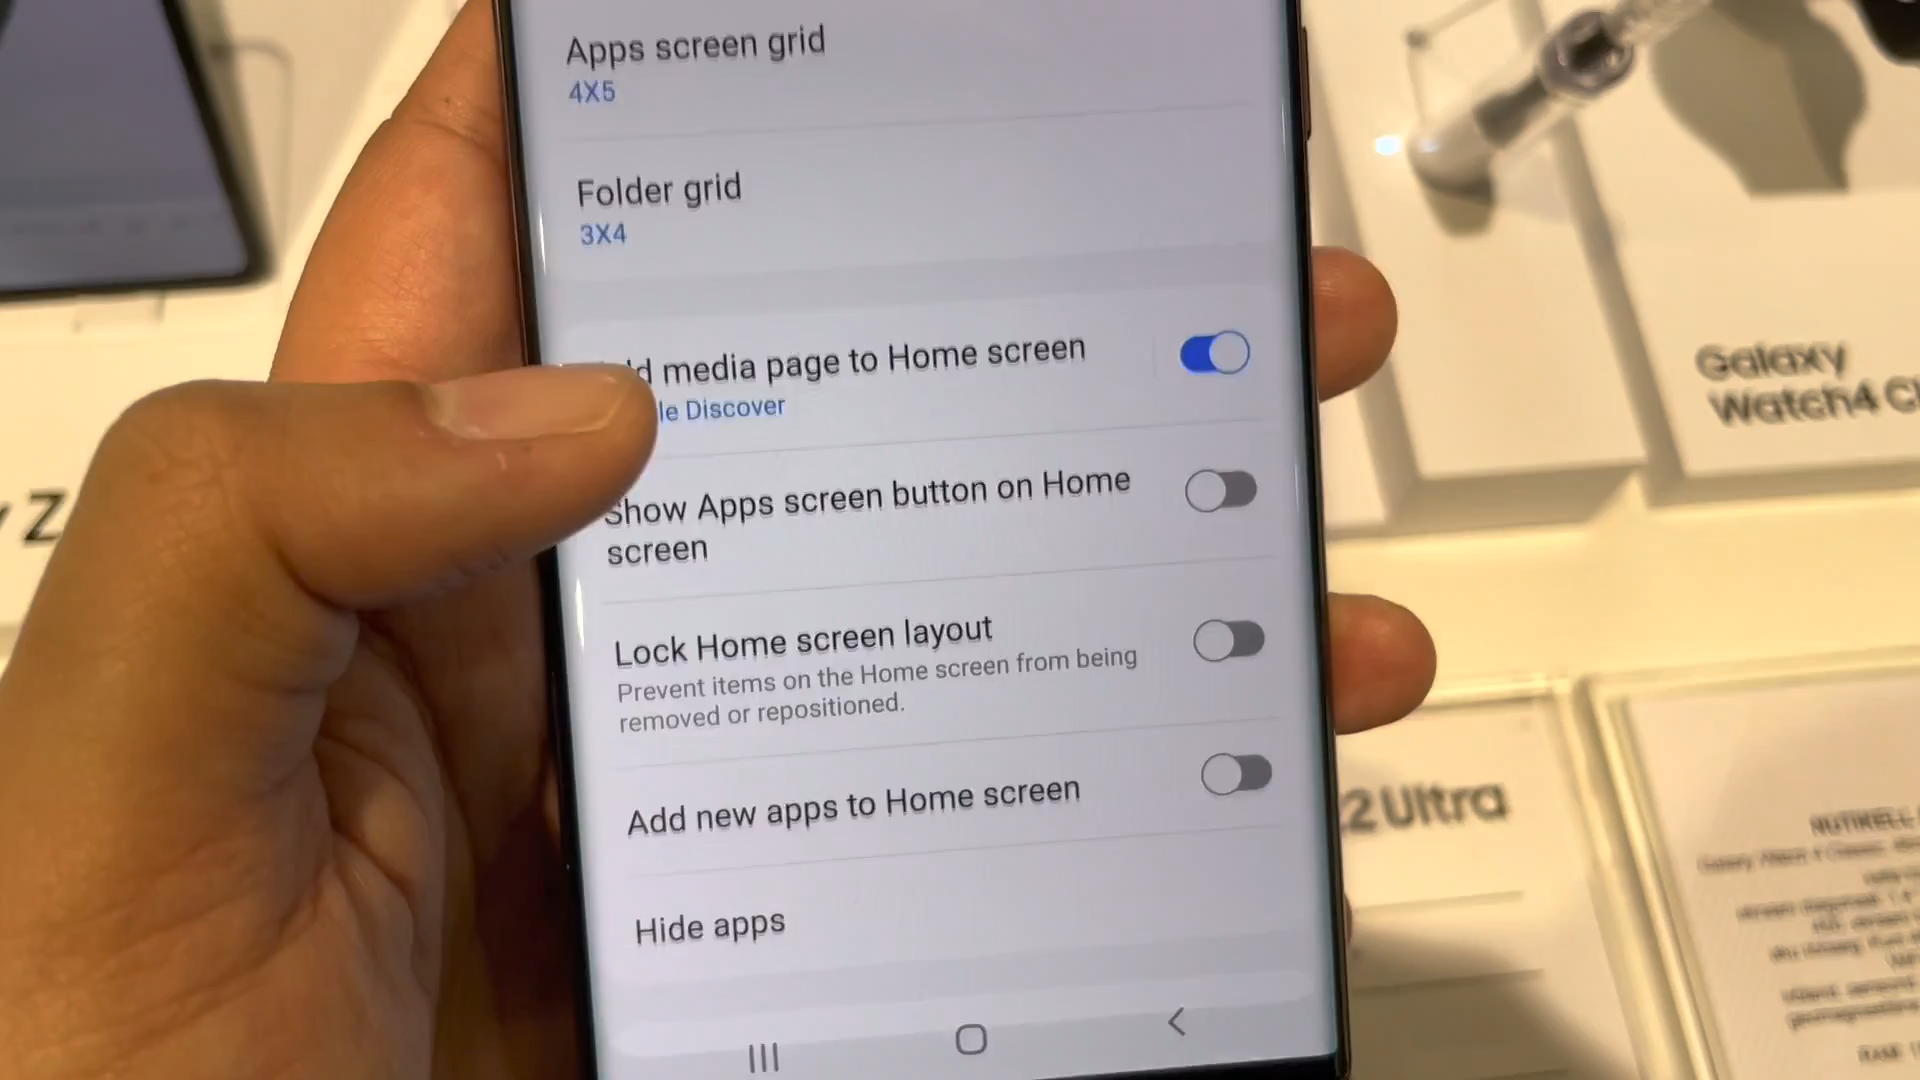 Apps screen grid
4X5
Folder grid
3X4
media page to Home screen
Discover
Show Apps screen button on Home
screen
Lock Home screen layout
Prevent items on the Home screen from being
removed or repositioned.
Add new apps to Home screen
Hide apps
Galaxy
Watch4
Z
Ultra